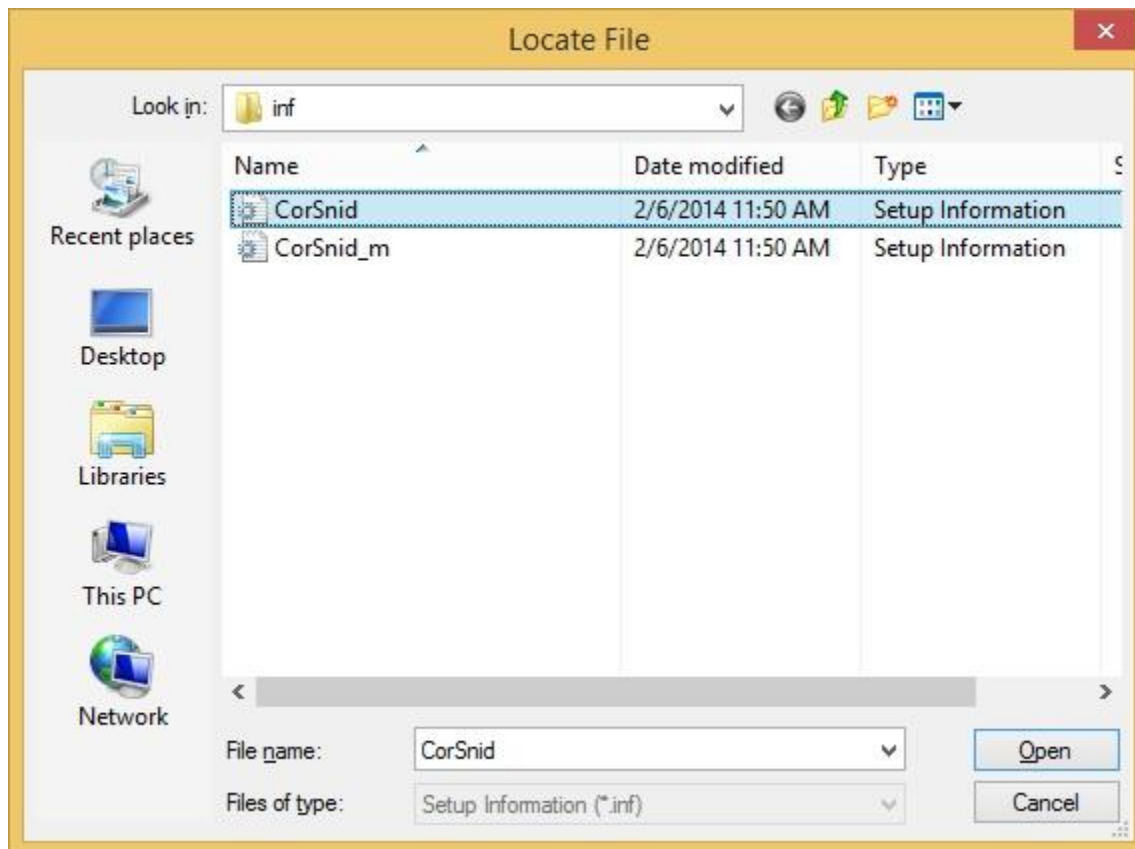 Locate File
Look in: inf
Name Date modified Type S
CorSnid 2/6/2014 11:50 AM Setup Information
CorSnid_m 2/6/2014 11:50 AM Setup Information
Recent places
Desktop
Libraries
This PC
Network
File name: CorSnid Open
Files of type: Setup Information (*.inf) Cancel